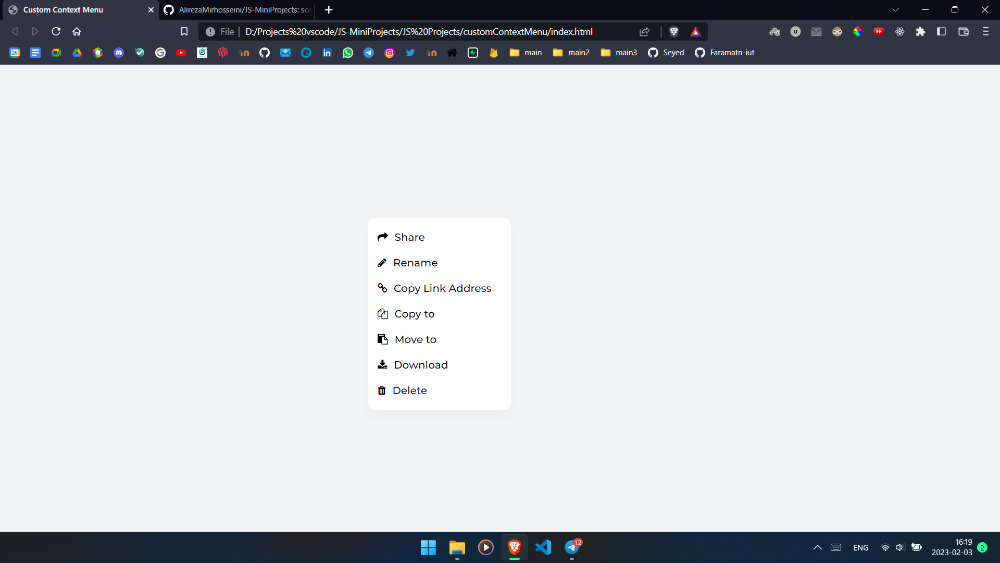 Custom Context Menu
AlirezaMirhosseini/JS-MiniProjects: so
File D:/Projects%20vscode/JS-MiniProjects/JS%20Projects/customContextMenu/index.html
main main2 main3 Seyed Faramatn-iut
Share
Rename
Copy Link Address
Copy to
Move to
Download
Delete
12
ENG
16:19
2023-02-03
2